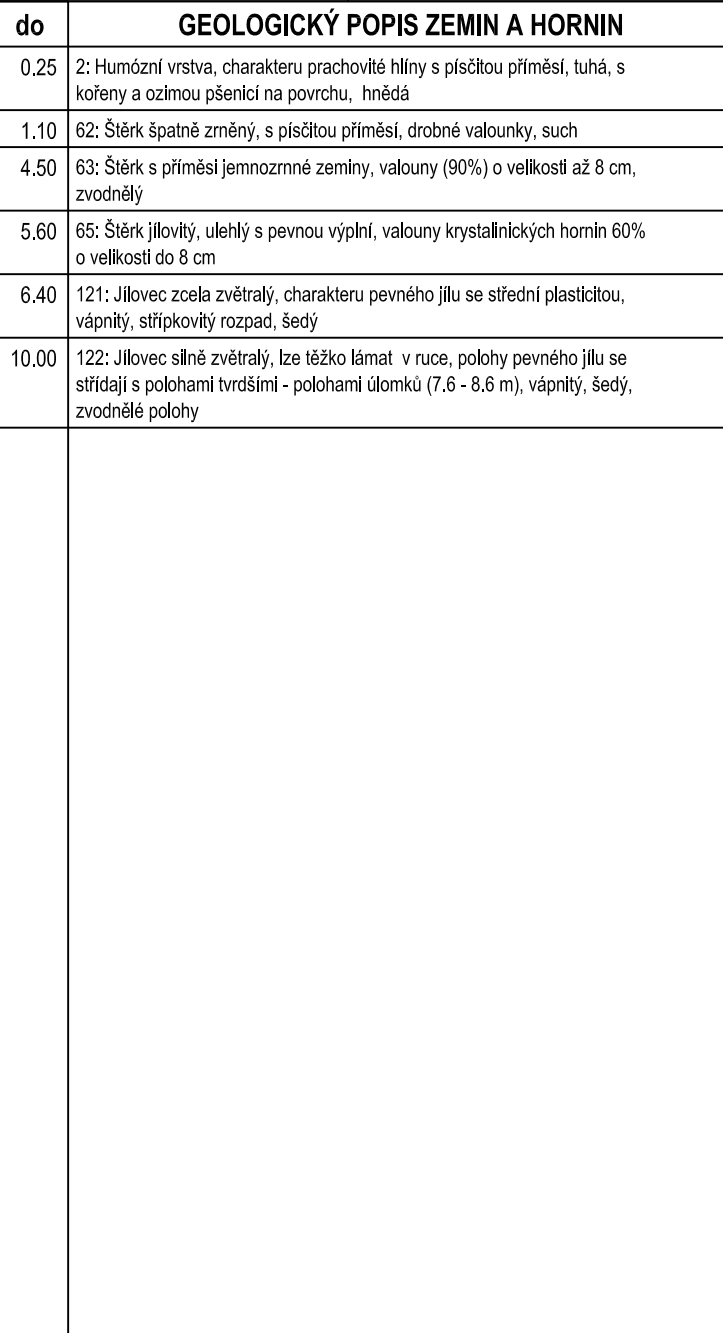 do GEOLOGICKÝ POPIS ZEMIN A HORNIN
0.25 2: Humózní vrstva, charakteru prachovité hlíny s písčitou příměsí, tuhá, s
kořeny a ozimou pšenicí na povrchu, hnědá
1.10 62: Štěrk špatně zrněný, s písčitou příměsí, drobné valounky, such
4.50 63: Štěrk s příměsi jemnozrnné zeminy, valouny (90%) o velikosti až 8 cm,
zvodnělý
5.60 65: Štěrk jílovitý, ulehlý s pevnou výplní, valouny krystalinických hornin 60%
o velikosti do 8 cm
6.40 121: Jílovec zcela zvětralý, charakteru pevného jílu se střední plasticitou,
vápnitý, střípkovitý rozpad, šedý
10.00 122: Jílovec silně zvětralý, lze těžko lámat v ruce, polohy pevného jílu se
střídají s polohami tvrdšími - polohami úlomků (7.6 - 8.6 m), vápnitý, šedý,
zvodnělé polohy